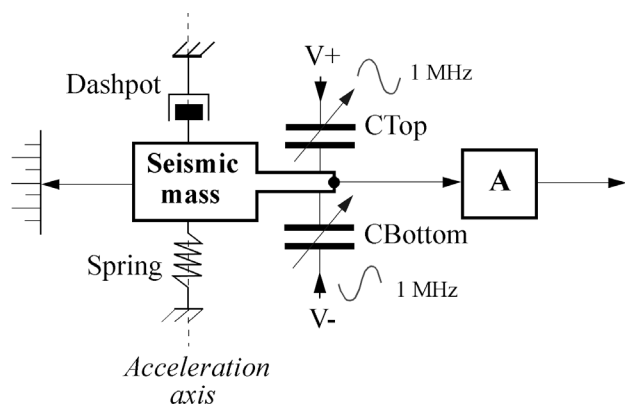 V+
1 MHz
Dashpot
CTop
Seismic
mass
A
CBottom
Spring
1 MHz
V-
Acceleration
axis